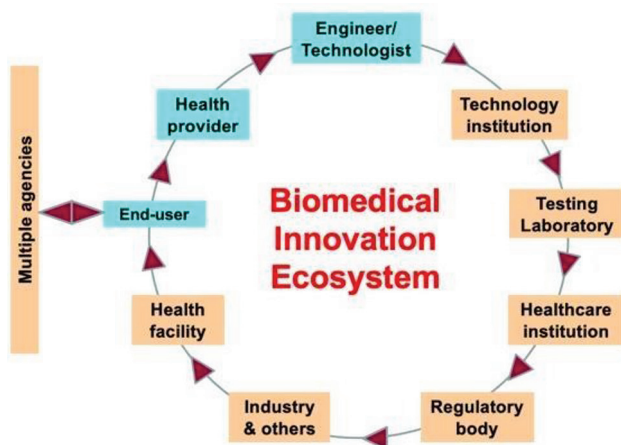 Engineer/
Technologist
Technology
institution
Testing
Laboratory
Healthcare
institution
Regulatory
body
Industry
& others
Health
facility
End-user
Health
provider
Multiple agencies
Biomedical
Innovation
Ecosystem